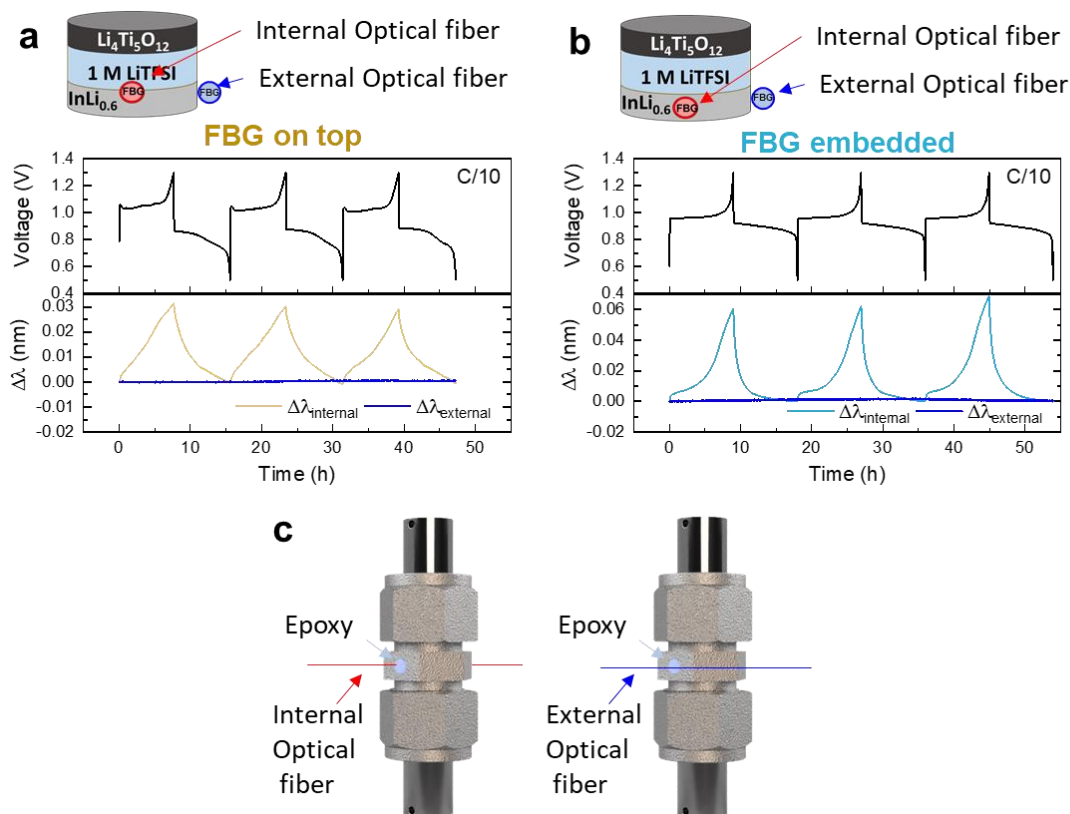 a
Li₄Ti₅O₁₂
1 M LiTFSI
InLi₀.₆
FBG
FBG
Internal Optical fiber
External Optical fiber
FBG on top
Voltage (V)
1.4
1.2
1.0
0.8
0.6
0.4
C/10
Δλ (nm)
0.03
0.02
0.01
0.00
-0.01
-0.02
Δλinternal Δλexternal
0 10 20 30 40 50
Time (h)
b
Li₄Ti₅O₁₂
1 M LiTFSI
InLi₀.₆
FBG
FBG
Internal Optical fiber
External Optical fiber
FBG embedded
Voltage (V)
1.4
1.2
1.0
0.8
0.6
0.4
C/10
Δλ (nm)
0.06
0.04
0.02
0.00
-0.02
Δλinternal Δλexternal
0 10 20 30 40 50
Time (h)
c
Epoxy
Internal
Optical
fiber
Epoxy
External
Optical
fiber